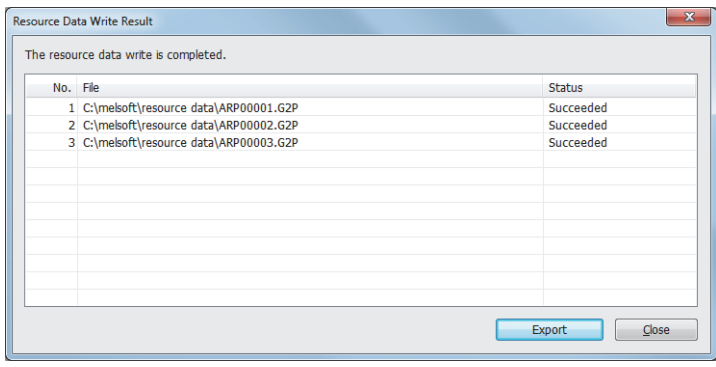 Resource Data Write Result
The resource data write is completed.
No. File Status
1 C:\melsoft\resource data\ARP00001.G2P Succeeded
2 C:\melsoft\resource data\ARP00002.G2P Succeeded
3 C:\melsoft\resource data\ARP00003.G2P Succeeded
Export Close